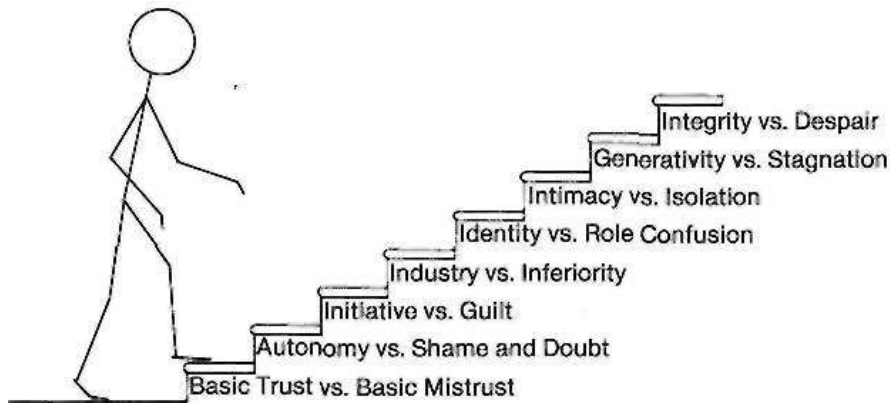 Integrity vs. Despair
Generativity vs. Stagnation
Intimacy vs. Isolation
Identity vs. Role Confusion
Industry vs. Inferiority
Initiative vs. Guilt
Autonomy vs. Shame and Doubt
Basic Trust vs. Basic Mistrust